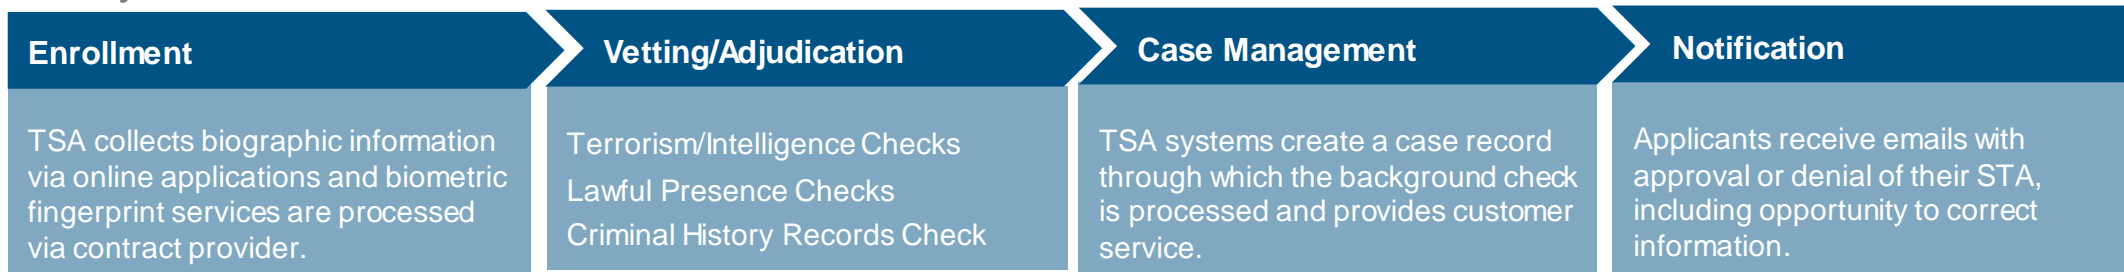 Enrollment
TSA collects biographic information
via online applications and biometric
fingerprint services are processed
via contract provider.
Vetting/Adjudication
Terrorism/Intelligence Checks
Lawful Presence Checks
Criminal History Records Check
Case Management
TSA systems create a case record
through which the background check
is processed and provides customer
service.
Notification
Applicants receive emails with
approval or denial of their STA,
including opportunity to correct
information.